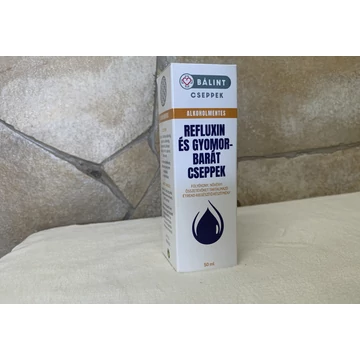 BÁLINT
CSEPPEK
ALKOHOLMENTES
REFLUXIN
ÉS GYOMOR-
BARÁT
CSEPPEK
50 ml